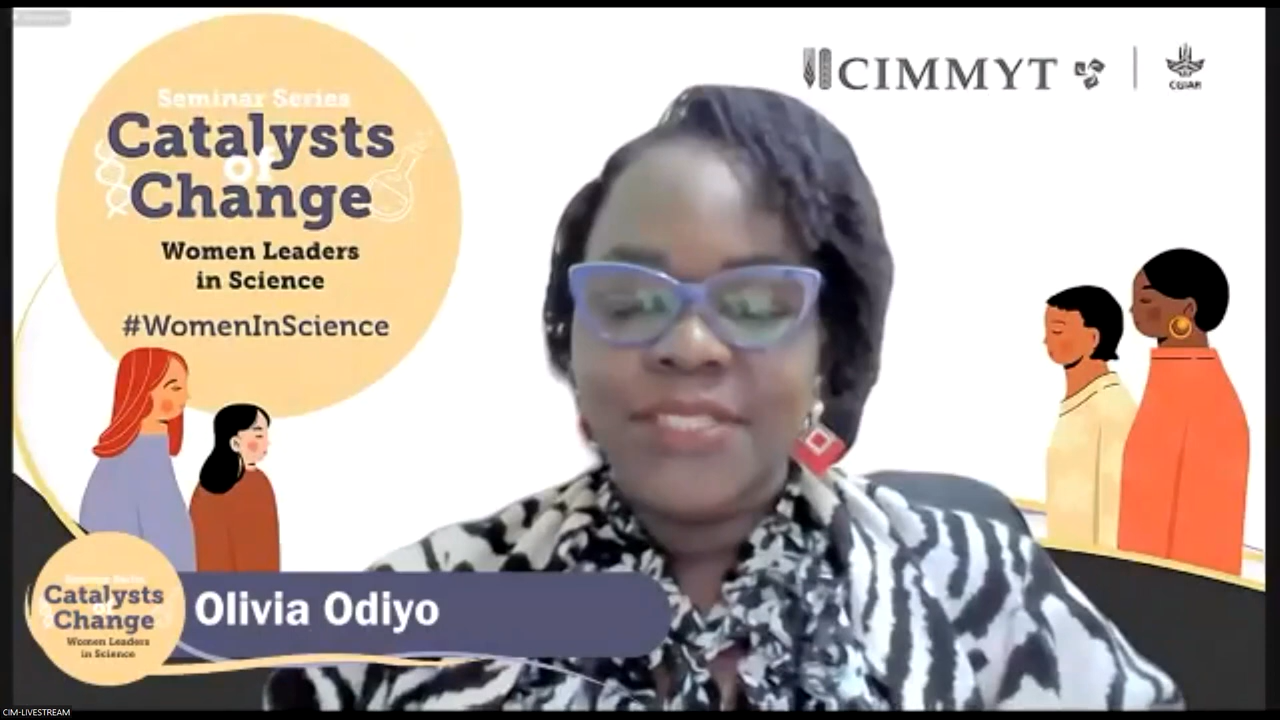 Seminar Series
Catalysts
of
Change
Women Leaders
in Science
#WomenInScience
CIMMYT
CGIAR
Catalysts
Change
Women Leaders
in Science
Olivia Odiyo
CIM-LIVESTREAM